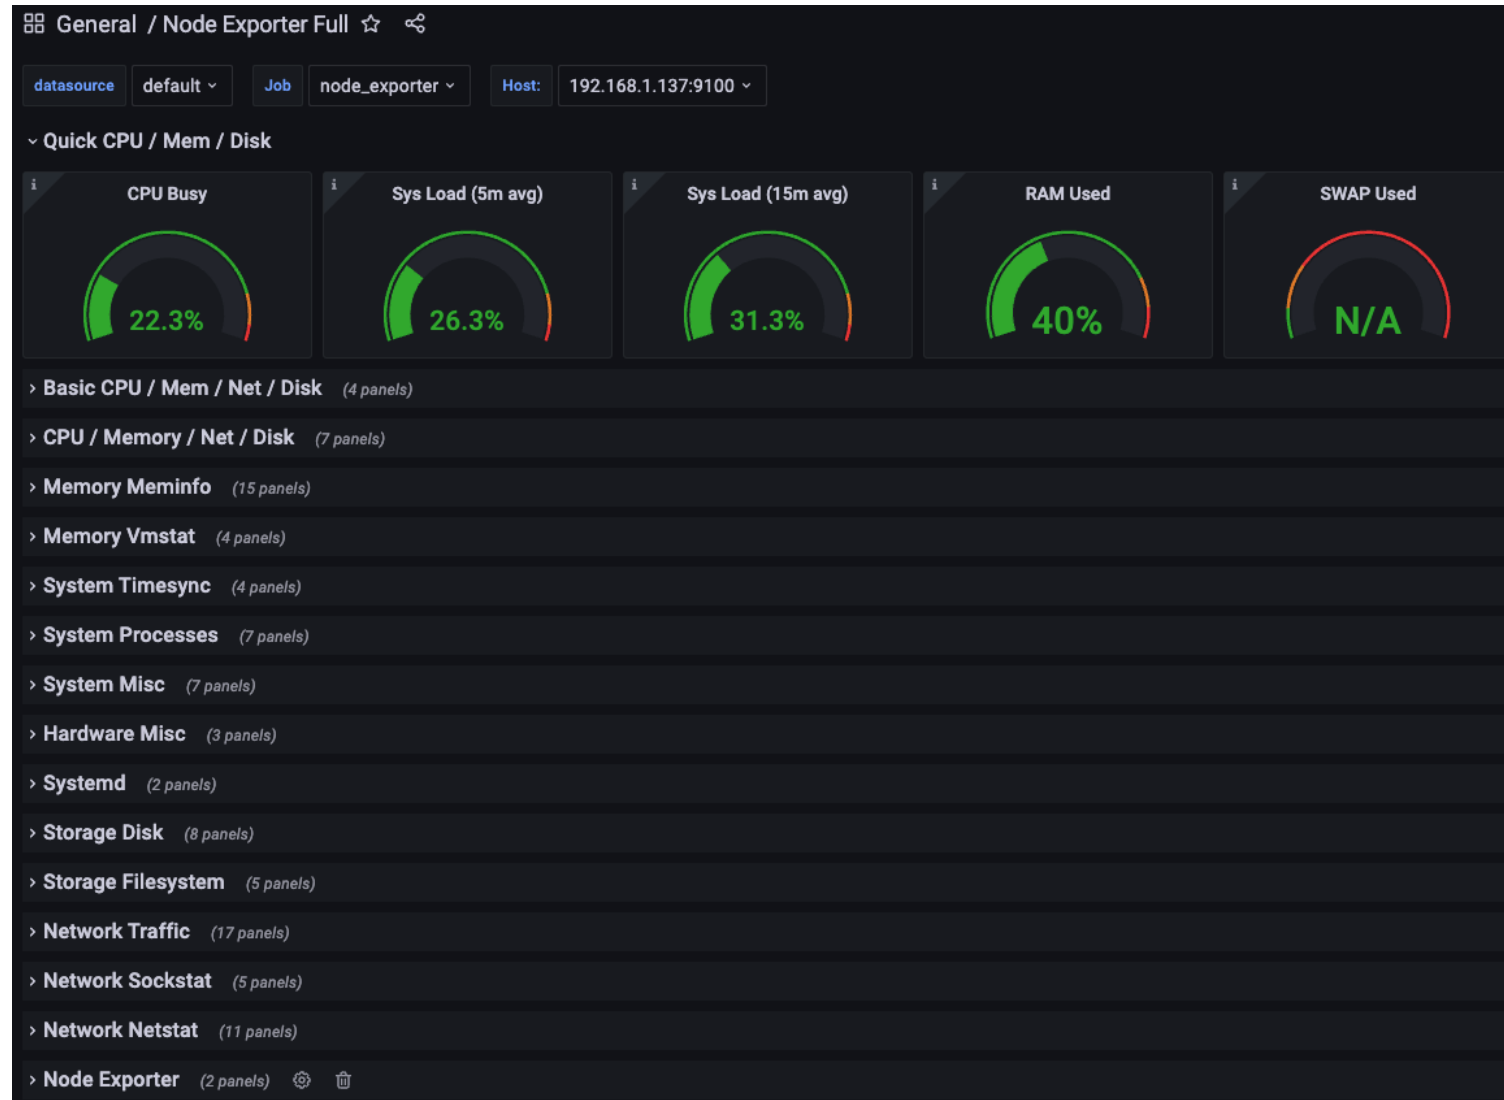 General / Node Exporter Full
datasource default Job node_exporter Host: 192.168.1.137:9100
Quick CPU / Mem / Disk
CPU Busy
22.3%
Sys Load (5m avg)
26.3%
Sys Load (15m avg)
31.3%
RAM Used
40%
SWAP Used
N/A
Basic CPU / Mem / Net / Disk (4 panels)
CPU / Memory / Net / Disk (7 panels)
Memory Meminfo (15 panels)
Memory Vmstat (4 panels)
System Timesync (4 panels)
System Processes (7 panels)
System Misc (7 panels)
Hardware Misc (3 panels)
Systemd (2 panels)
Storage Disk (8 panels)
Storage Filesystem (5 panels)
Network Traffic (17 panels)
Network Sockstat (5 panels)
Network Netstat (11 panels)
Node Exporter (2 panels)